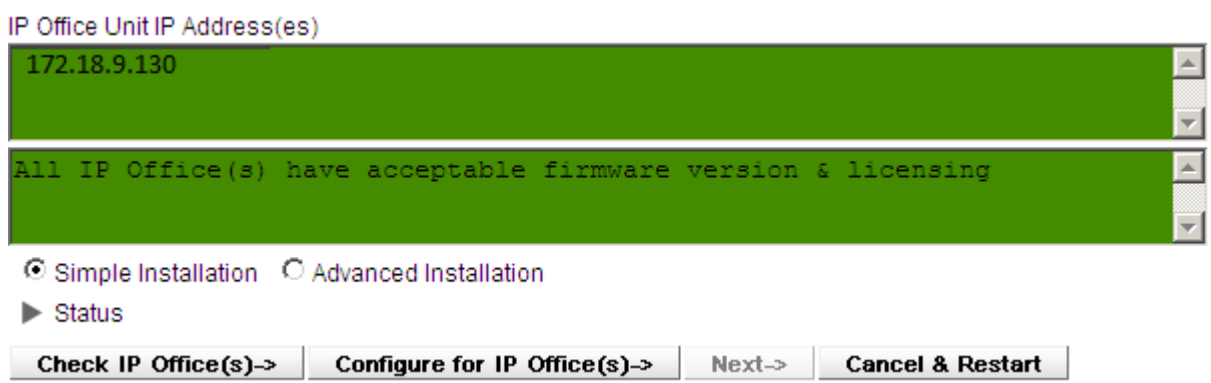 IP Office Unit IP Address(es)
172.18.9.130
All IP Office(s) have acceptable firmware version & licensing
Simple Installation Advanced Installation
Status
Check IP Office(s)-> Configure for IP Office(s)-> Next-> Cancel & Restart